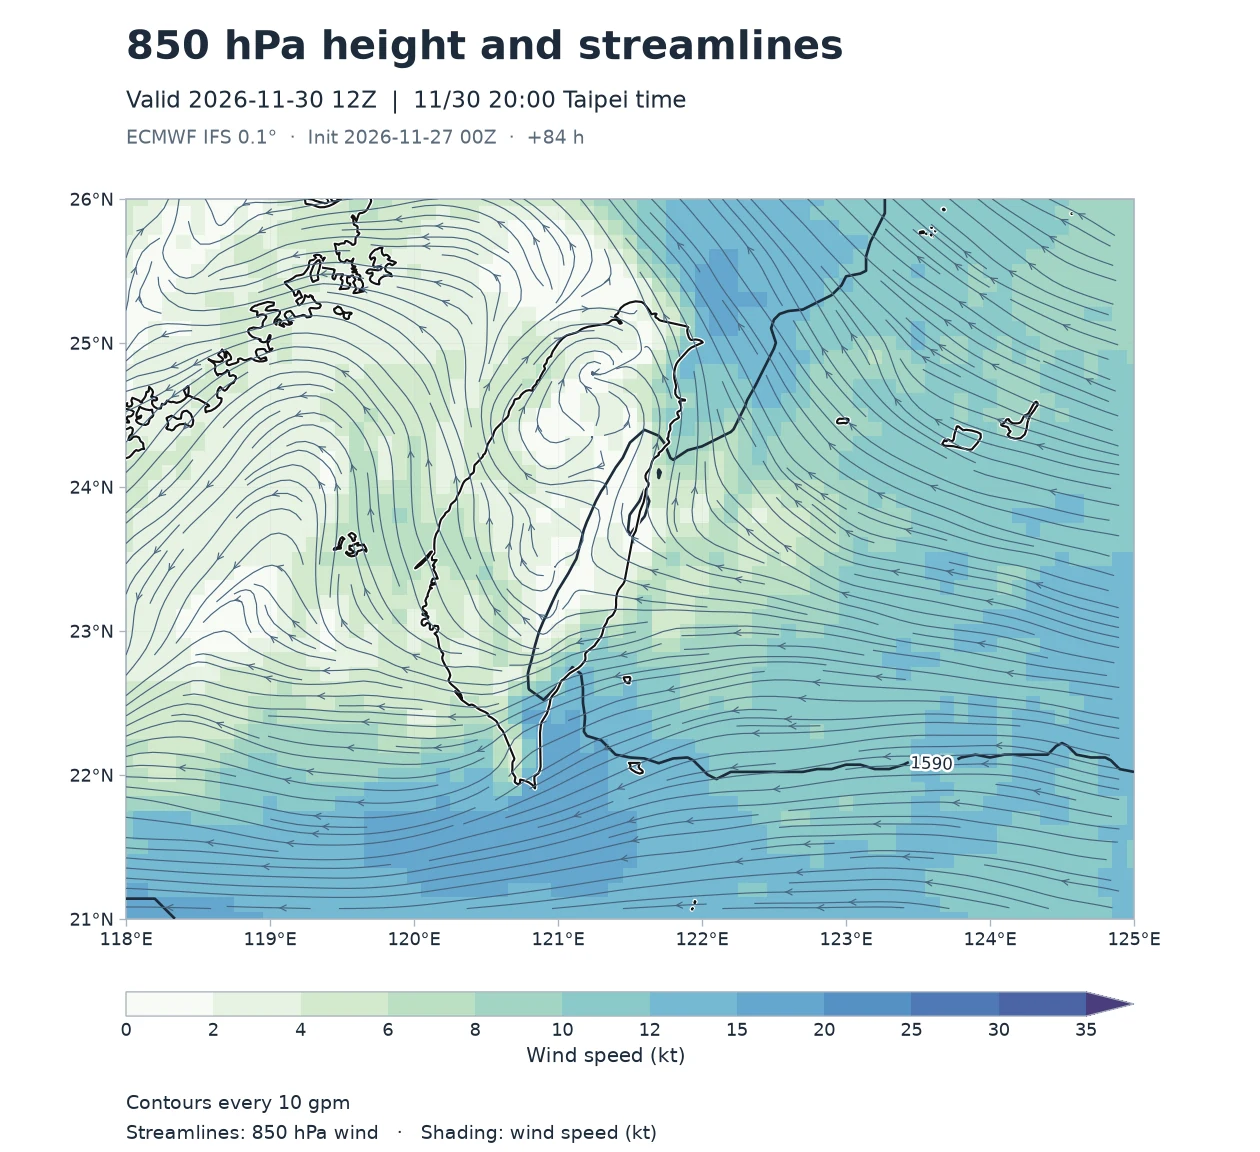 850 hPa height and streamlines
Valid 2026-11-30 12Z | 11/30 20:00 Taipei time
ECMWF IFS 0.1° · Init 2026-11-27 00Z · +84 h
26°N
25°N
24°N
23°N
22°N
21°N
1590
118°E 119°E 120°E 121°E 122°E 123°E 124°E 125°E
0 2 4 6 8 10 12 15 20 25 30 35
Wind speed (kt)
Contours every 10 gpm
Streamlines: 850 hPa wind · Shading: wind speed (kt)